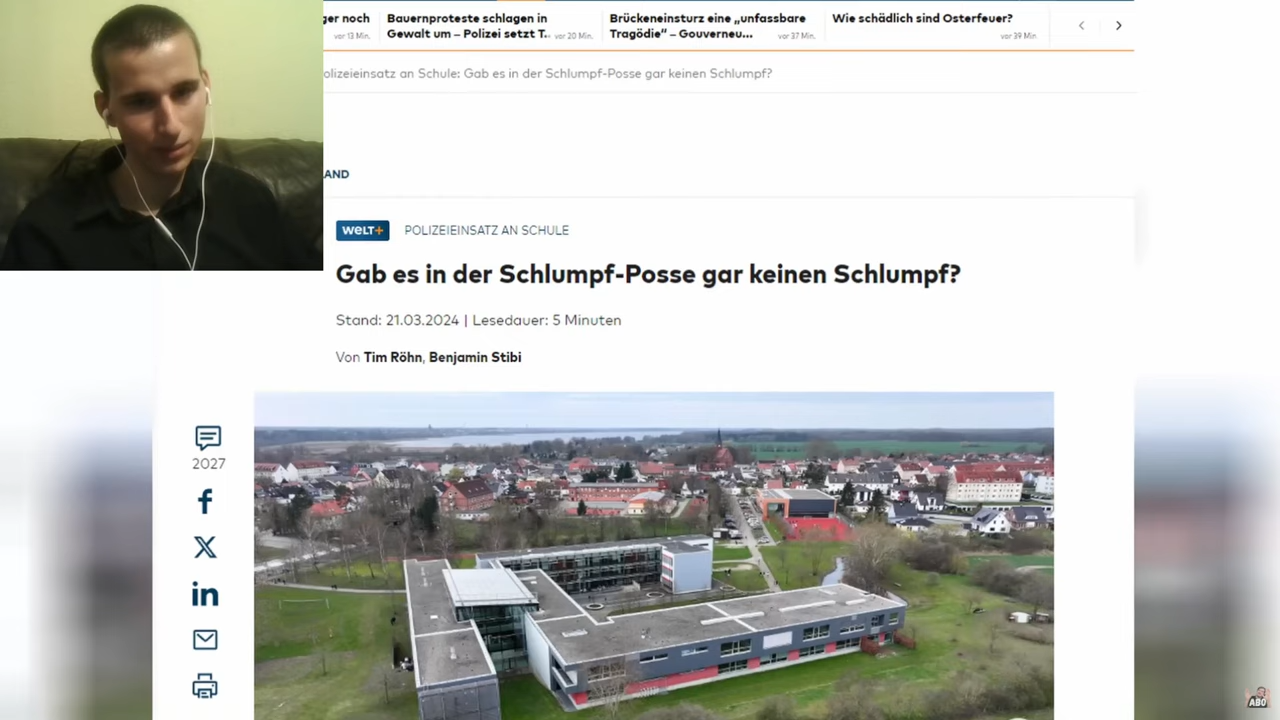 ger noch
Bauernproteste schlagen in
Gewalt um – Polizei setzt T...
vor 13 Min.
vor 20 Min.
Brückeneinsturz eine „unfassbare
Tragödie“ – Gouverneu...
vor 37 Min.
Wie schädlich sind Osterfeuer?
vor 39 Min.
olizeieinsatz an Schule: Gab es in der Schlumpf-Posse gar keinen Schlumpf?
AND
WELT+ POLIZEIEINSATZ AN SCHULE
Gab es in der Schlumpf-Posse gar keinen Schlumpf?
Stand: 21.03.2024 | Lesedauer: 5 Minuten
Von Tim Röhn, Benjamin Stibi
2027
ABO